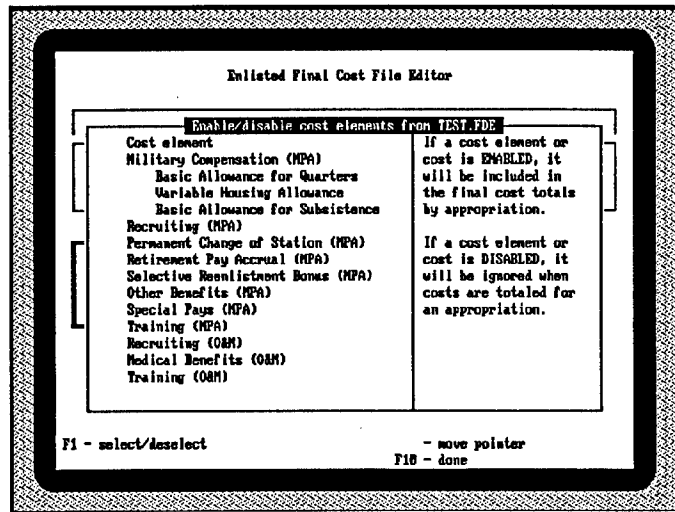 Enlisted Final Cost File Editor
Enable/disable cost elements from TEST.FDE
Cost element
Military Compensation (MPA)
Basic Allowance for Quarters
Variable Housing Allowance
Basic Allowance for Subsistence
Recruiting (MPA)
Permanent Change of Station (MPA)
Retirement Pay Accrual (MPA)
Selective Reenlistment Bonus (MPA)
Other Benefits (MPA)
Special Pays (MPA)
Training (MPA)
Recruiting (O&M)
Medical Benefits (O&M)
Training (O&M)
If a cost element or
cost is ENABLED, it
will be included in
the final cost totals
by appropriation.
If a cost element or
cost is DISABLED, it
will be ignored when
costs are totaled for
an appropriation.
F1 - select/deselect
- move pointer
F10 - done